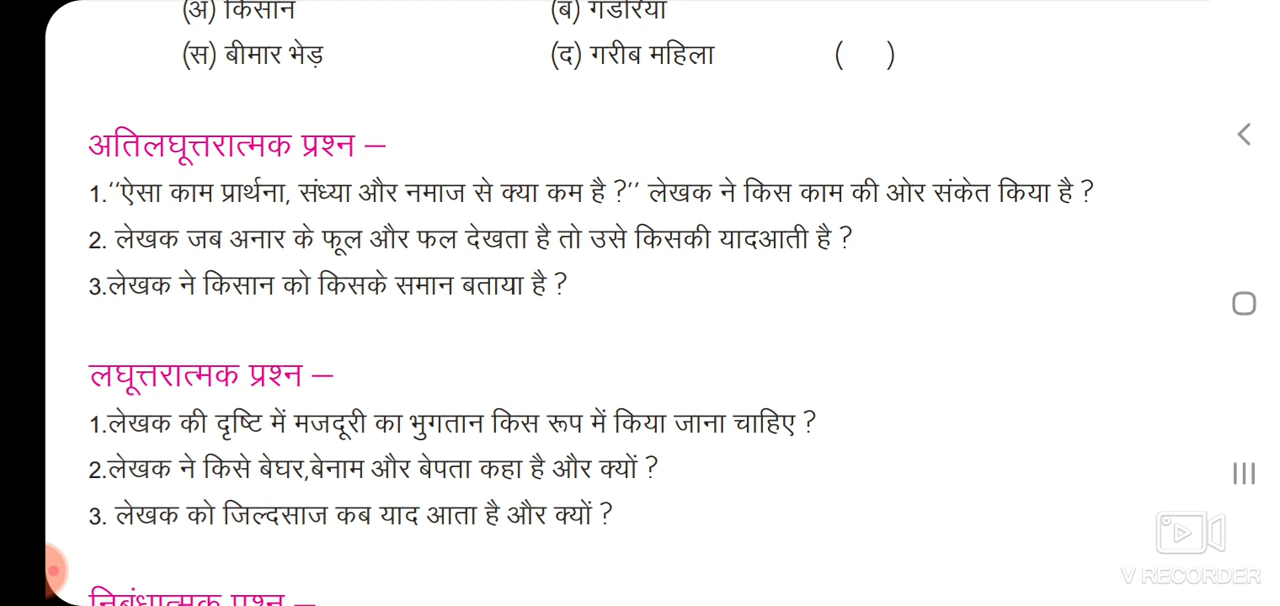 (अ) किसान (ब) गडरिया
(स) बीमार भेड़ (द) गरीब महिला ( )
अतिलघूत्तरात्मक प्रश्न –
1.‘‘ऐसा काम प्रार्थना, संध्या और नमाज से क्या कम है ?’’ लेखक ने किस काम की ओर संकेत किया है ?
2. लेखक जब अनार के फूल और फल देखता है तो उसे किसकी यादआती है ?
3.लेखक ने किसान को किसके समान बताया है ?
लघूत्तरात्मक प्रश्न –
1.लेखक की दृष्टि में मजदूरी का भुगतान किस रूप में किया जाना चाहिए ?
2.लेखक ने किसे बेघर,बेनाम और बेपता कहा है और क्यों ?
3. लेखक को जिल्दसाज कब याद आता है और क्यों ?
निबंधात्मक प्रश्न –
V RECORDER